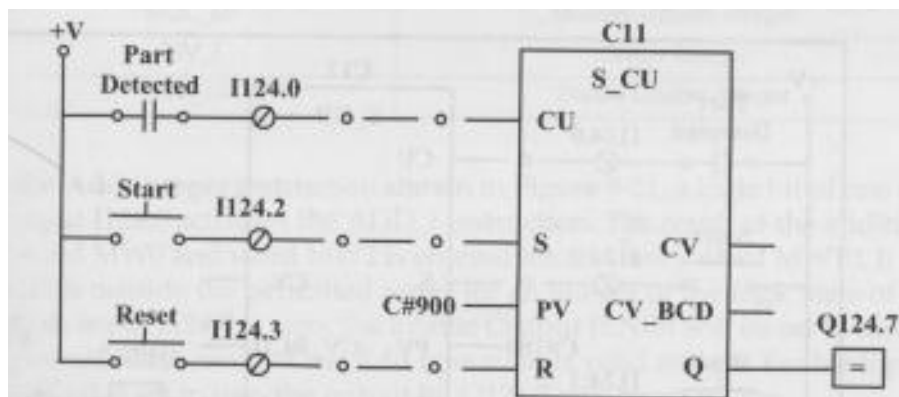 +V
C11
Part
Detected
I124.0
S_CU
CU
Start
I124.2
S
CV
C#900
PV
CV_BCD
Reset
I124.3
Q124.7
R
Q
=